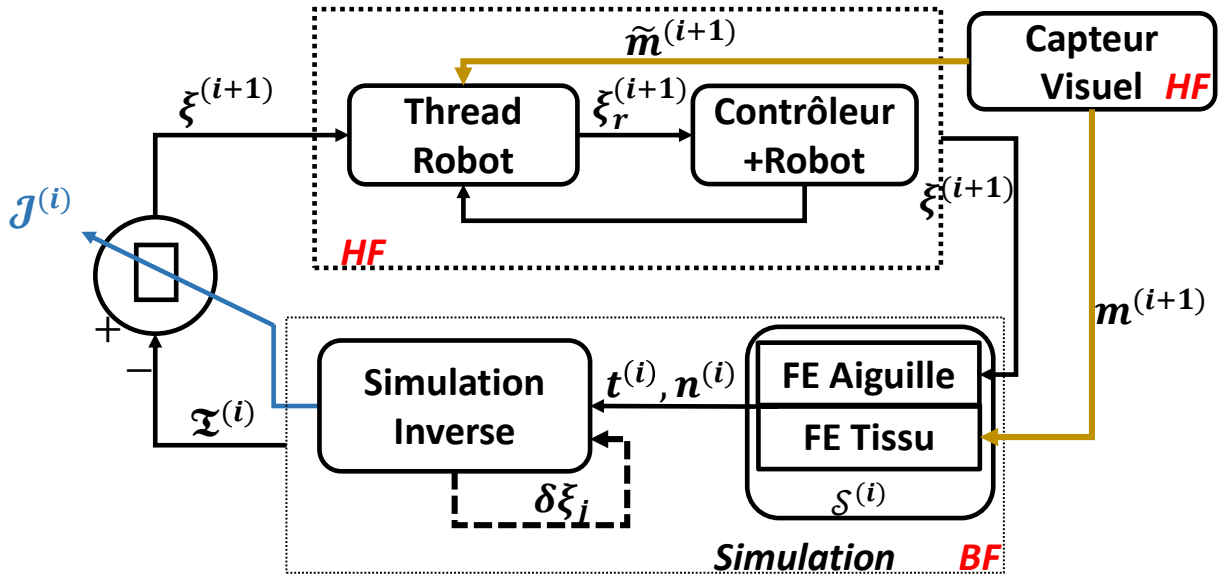 m̃^(i+1)
Capteur
Visuel HF
ξ^(i+1)
Thread
Robot
ξ_r^(i+1)
Contrôleur
+Robot
ξ^(i+1)
HF
𝒥^(i)
+
−
𝕿^(i)
m^(i+1)
Simulation
Inverse
t^(i), n^(i)
FE Aiguille
FE Tissu
δξ_j
𝒮^(i)
Simulation BF